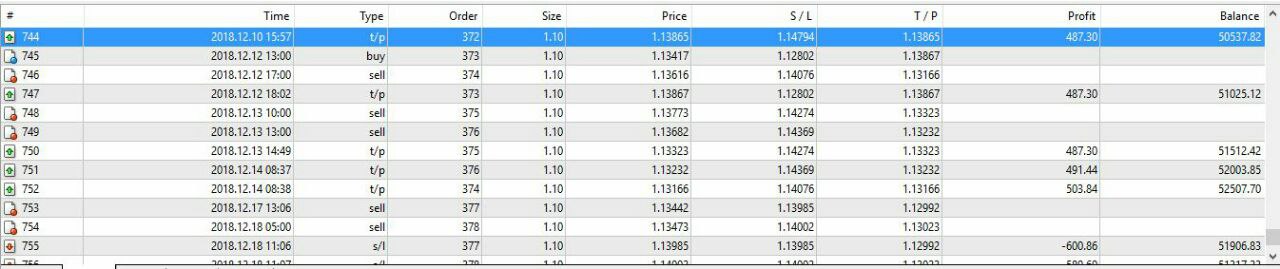 # Time Type Order Size Price S / L T / P Profit Balance
744 2018.12.10 15:57 t/p 372 1.10 1.13865 1.14794 1.13865 487.30 50537.82
745 2018.12.12 13:00 buy 373 1.10 1.13417 1.12802 1.13867
746 2018.12.12 17:00 sell 374 1.10 1.13616 1.14076 1.13166
747 2018.12.12 18:02 t/p 373 1.10 1.13867 1.12802 1.13867 487.30 51025.12
748 2018.12.13 10:00 sell 375 1.10 1.13773 1.14274 1.13323
749 2018.12.13 13:00 sell 376 1.10 1.13682 1.14369 1.13232
750 2018.12.13 14:49 t/p 375 1.10 1.13323 1.14274 1.13323 487.30 51512.42
751 2018.12.14 08:37 t/p 376 1.10 1.13232 1.14369 1.13232 491.44 52003.85
752 2018.12.14 08:38 t/p 374 1.10 1.13166 1.14076 1.13166 503.84 52507.70
753 2018.12.17 13:06 sell 377 1.10 1.13442 1.13985 1.12992
754 2018.12.18 05:00 sell 378 1.10 1.13473 1.14002 1.13023
755 2018.12.18 11:06 s/l 377 1.10 1.13985 1.13985 1.12992 -600.86 51906.83